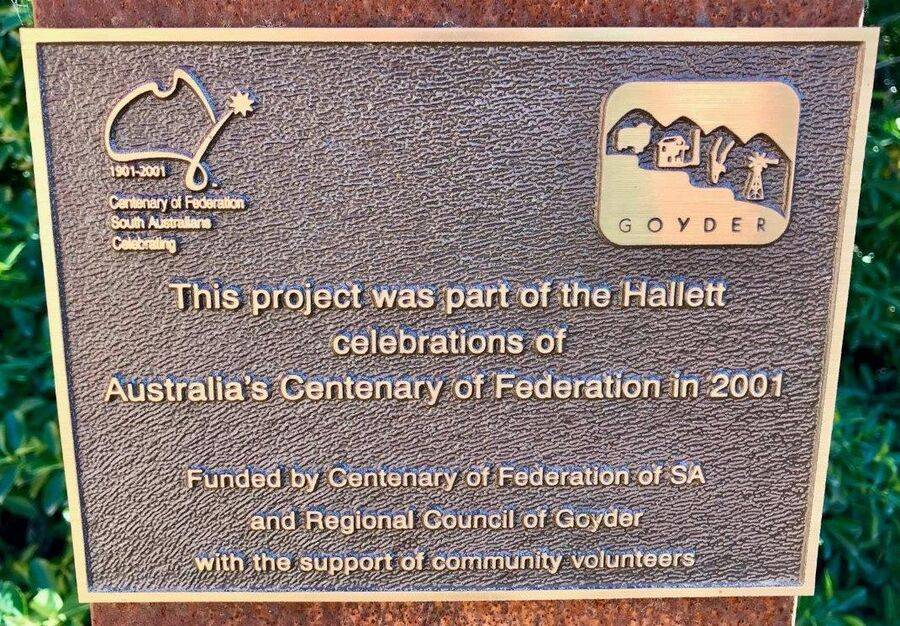 1901-2001
Centenary of Federation
South Australians
Celebrating
GOYDER
This project was part of the Hallett
celebrations of
Australia's Centenary of Federation in 2001
Funded by Centenary of Federation of SA
and Regional Council of Goyder
with the support of community volunteers